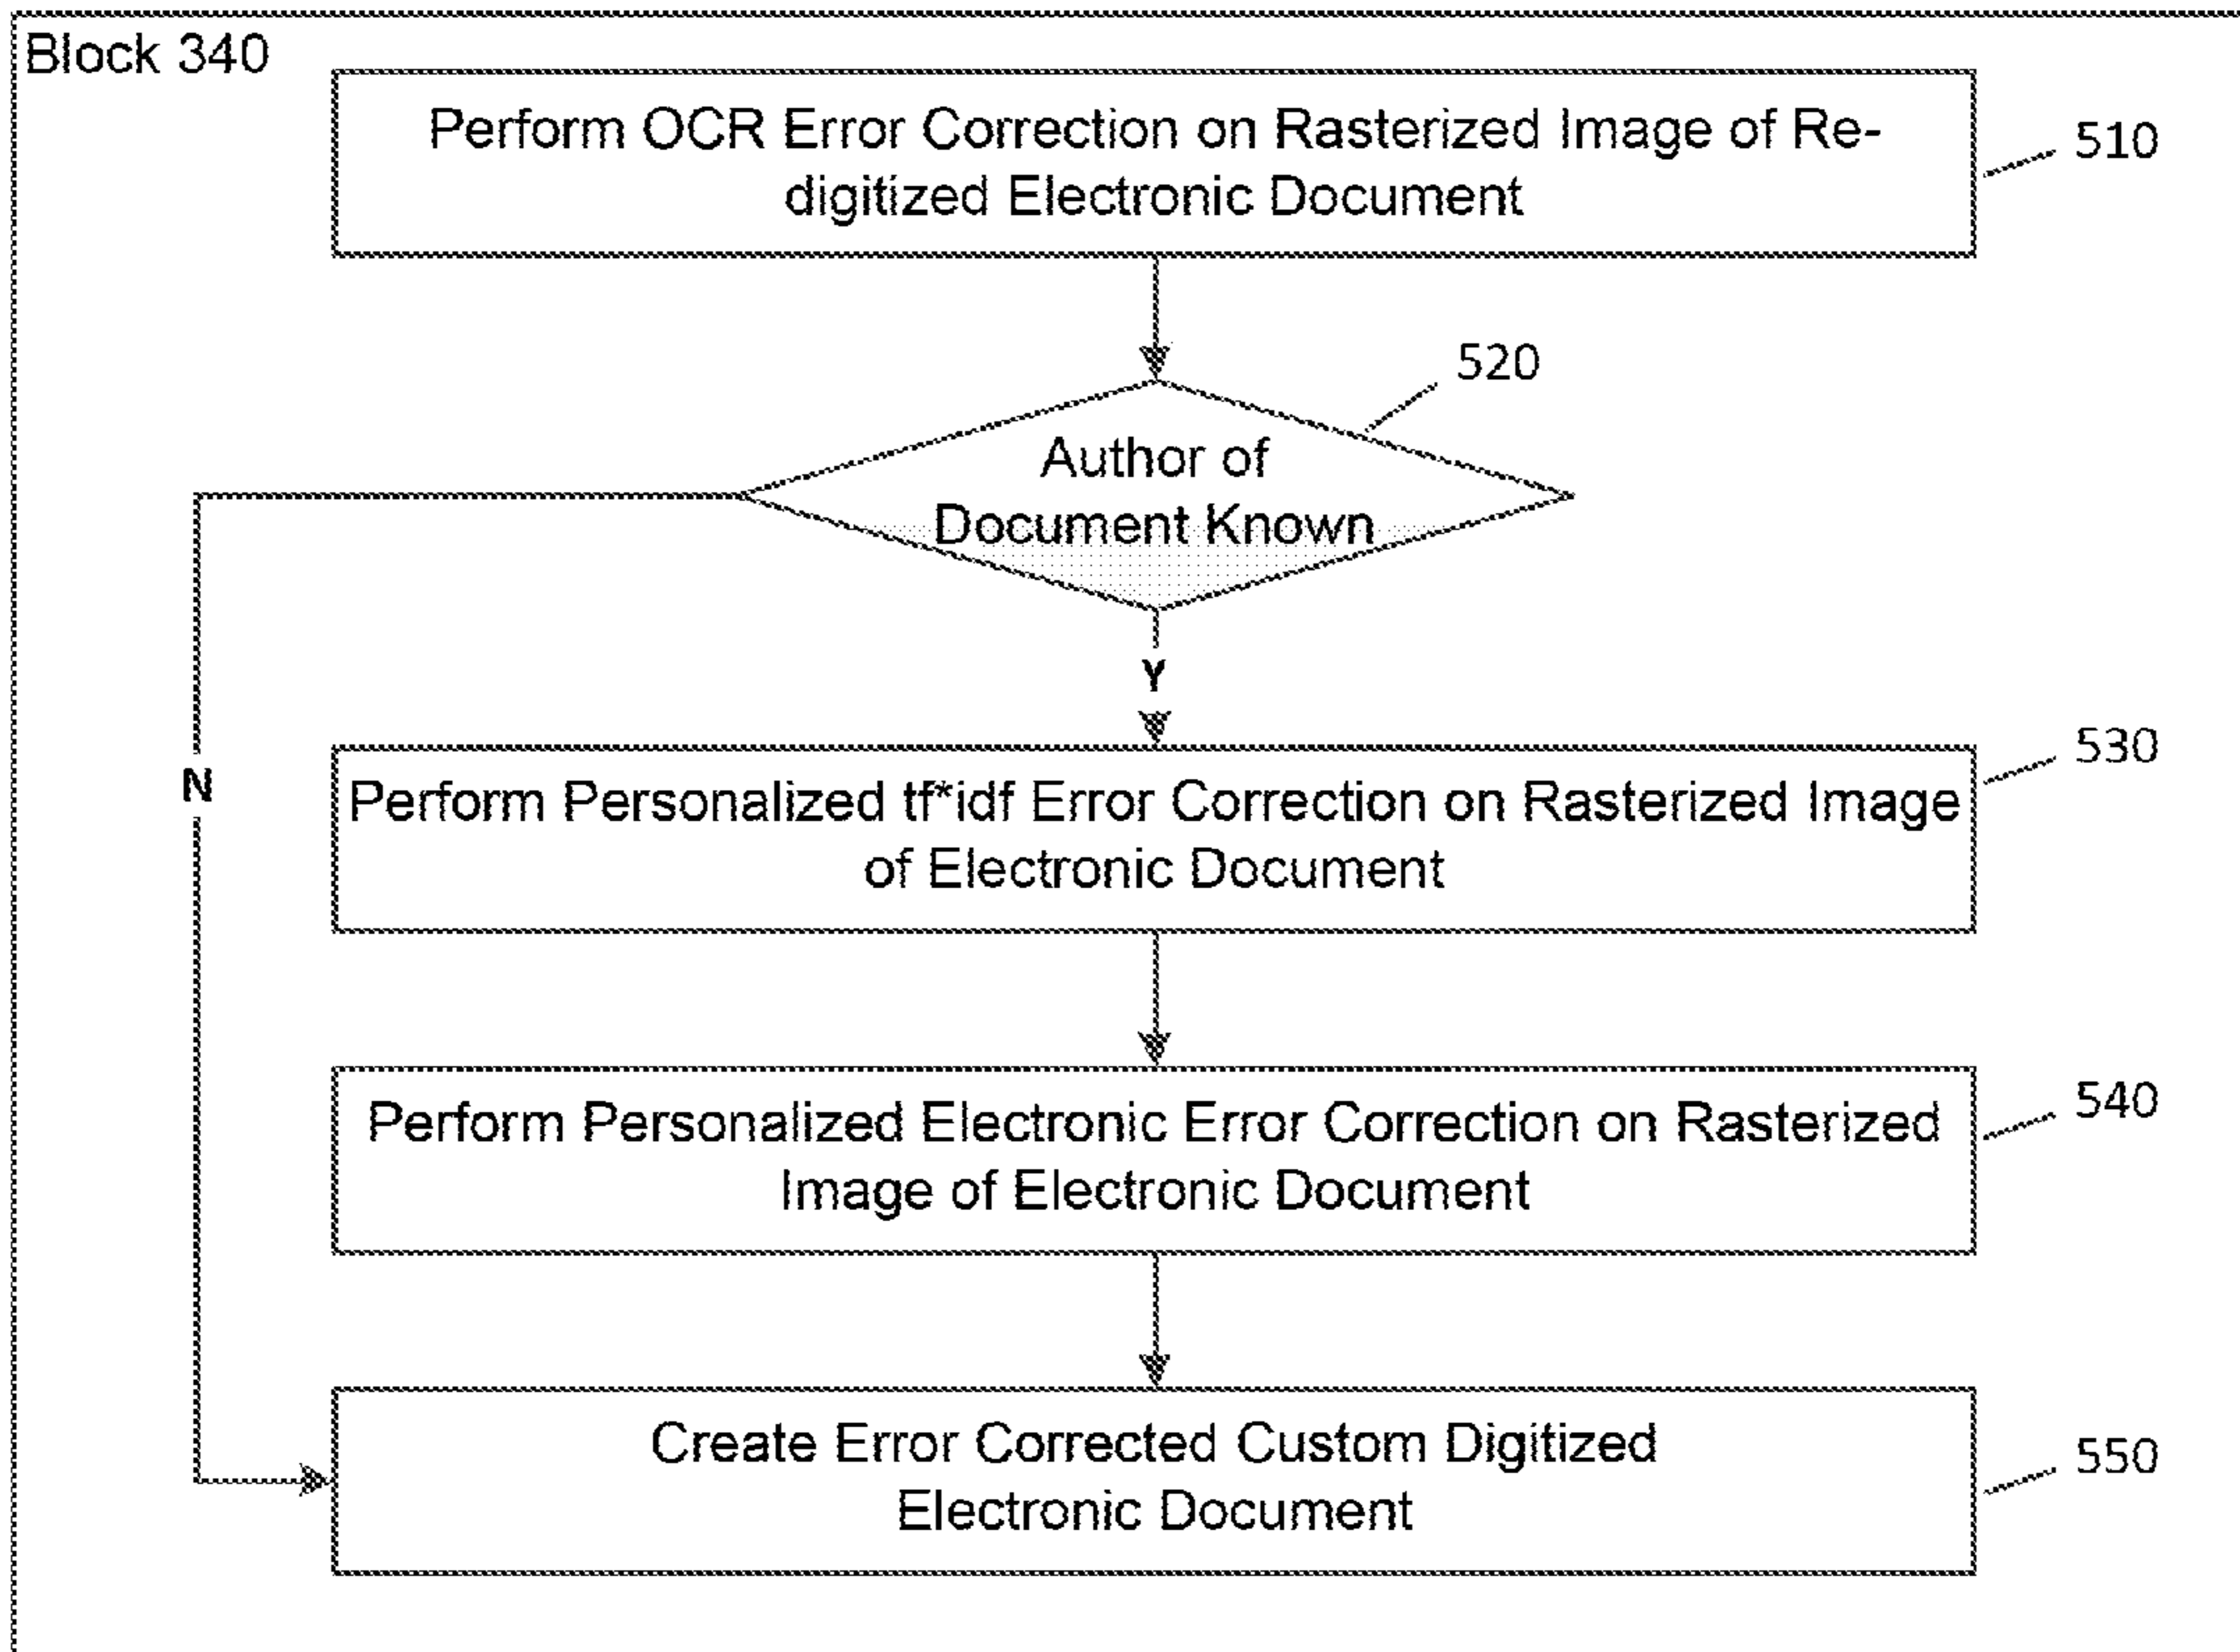 Block 340
Perform OCR Error Correction on Rasterized Image of Re-
digitized Electronic Document
510
520
Author of
Document Known
Y
N
530
Perform Personalized tf*idf Error Correction on Rasterized Image
of Electronic Document
540
Perform Personalized Electronic Error Correction on Rasterized
Image of Electronic Document
Create Error Corrected Custom Digitized
Electronic Document
550